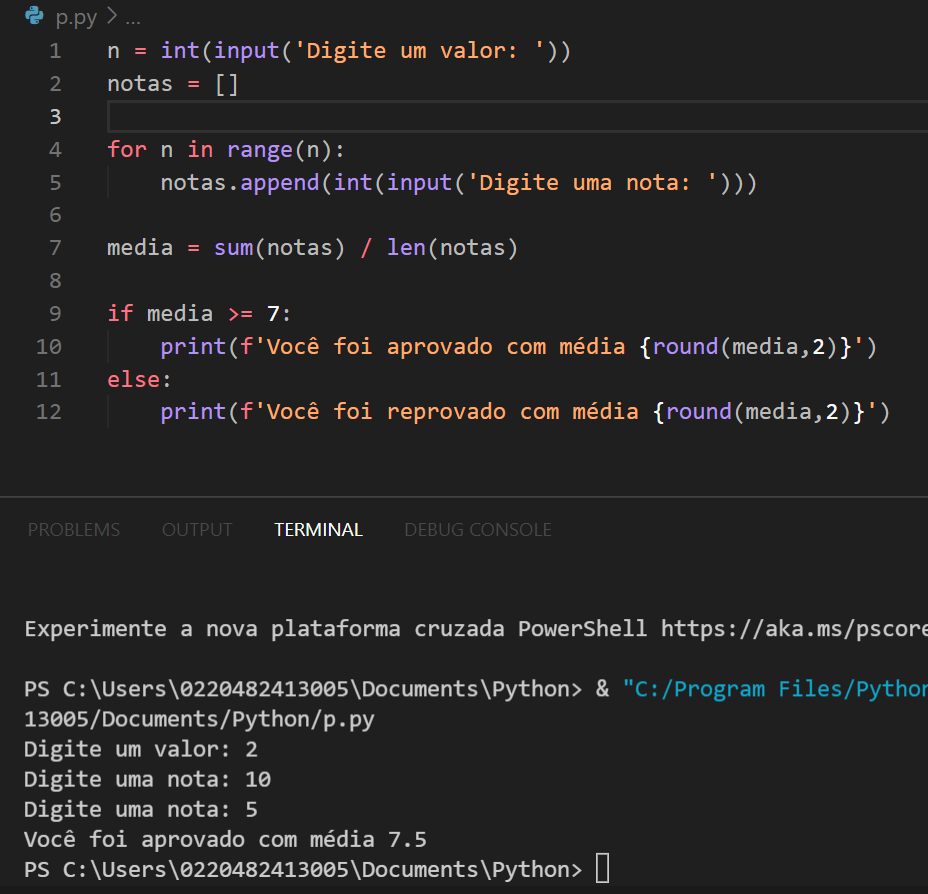 p.py > ...
1 n = int(input('Digite um valor: '))
2 notas = []
3
4 for n in range(n):
5     notas.append(int(input('Digite uma nota: ')))
6
7 media = sum(notas) / len(notas)
8
9 if media >= 7:
10     print(f'Você foi aprovado com média {round(media,2)}')
11 else:
12     print(f'Você foi reprovado com média {round(media,2)}')
PROBLEMS OUTPUT TERMINAL DEBUG CONSOLE
Experimente a nova plataforma cruzada PowerShell https://aka.ms/pscore
PS C:\Users\0220482413005\Documents\Python> & "C:/Program Files/Python
13005/Documents/Python/p.py
Digite um valor: 2
Digite uma nota: 10
Digite uma nota: 5
Você foi aprovado com média 7.5
PS C:\Users\0220482413005\Documents\Python>